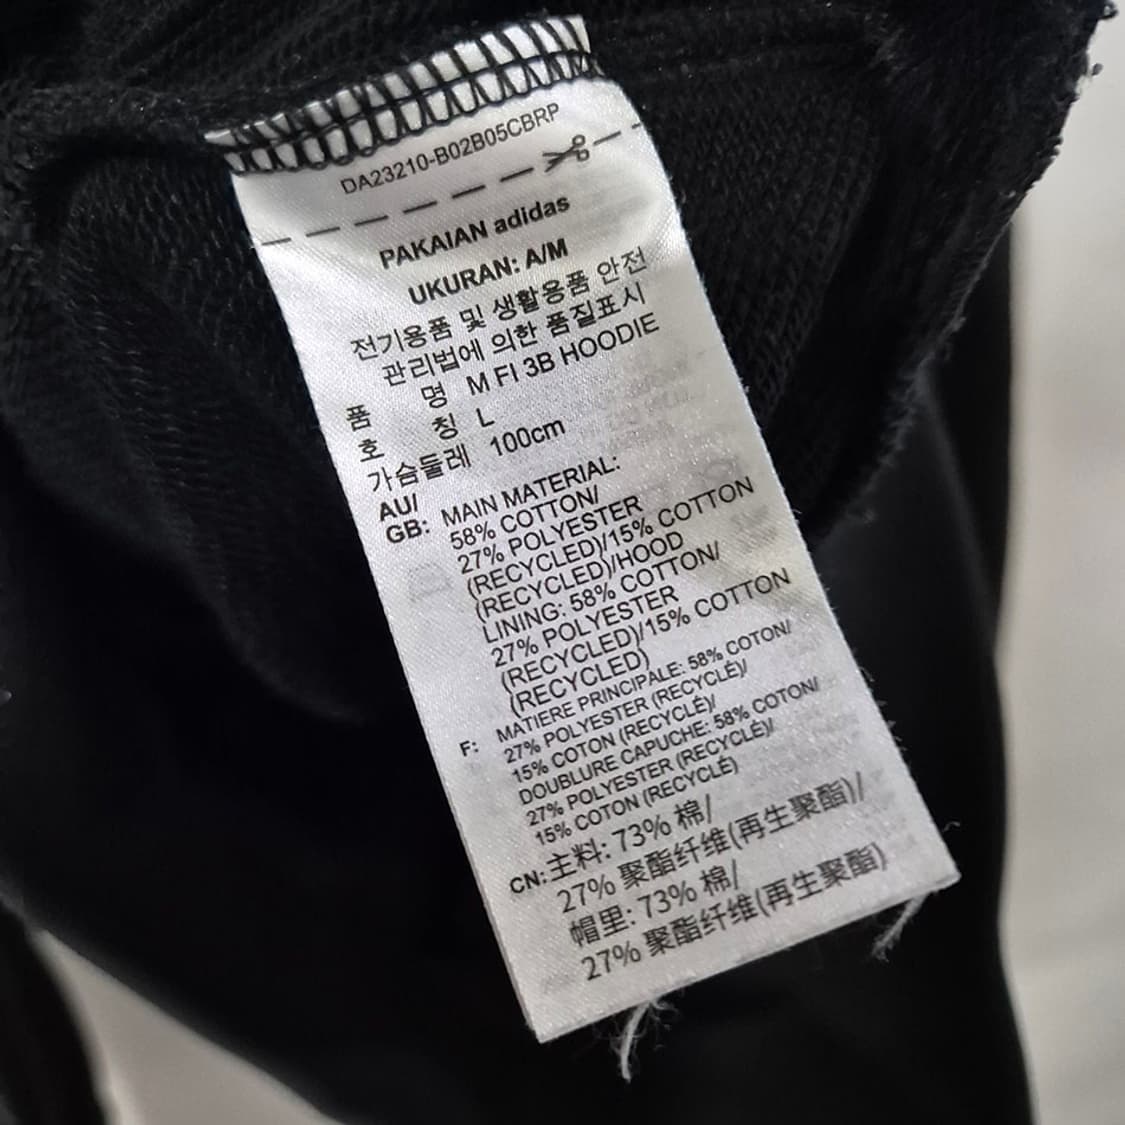 DA23210-B02B05CBRP
PAKAIAN adidas
UKURAN: A/M
전기용품 및 생활용품 안전
관리법에 의한 품질표시
품 명 M FI 3B HOODIE
호 칭 L
가슴둘레 100cm
AU/
GB: MAIN MATERIAL:
58% COTTON/
27% POLYESTER
(RECYCLED)/15% COTTON
(RECYCLED)/HOOD
LINING: 58% COTTON/
27% POLYESTER
(RECYCLED)/15% COTTON
(RECYCLED)
F: MATIERE PRINCIPALE: 58% COTON/
27% POLYESTER (RECYCLÉ)/
15% COTON (RECYCLÉ)/
DOUBLURE CAPUCHE: 58% COTON/
27% POLYESTER (RECYCLÉ)/
15% COTON (RECYCLÉ)
CN: 主料: 73% 棉/
27% 聚酯纤维(再生聚酯)/
帽里: 73% 棉/
27% 聚酯纤维(再生聚酯)